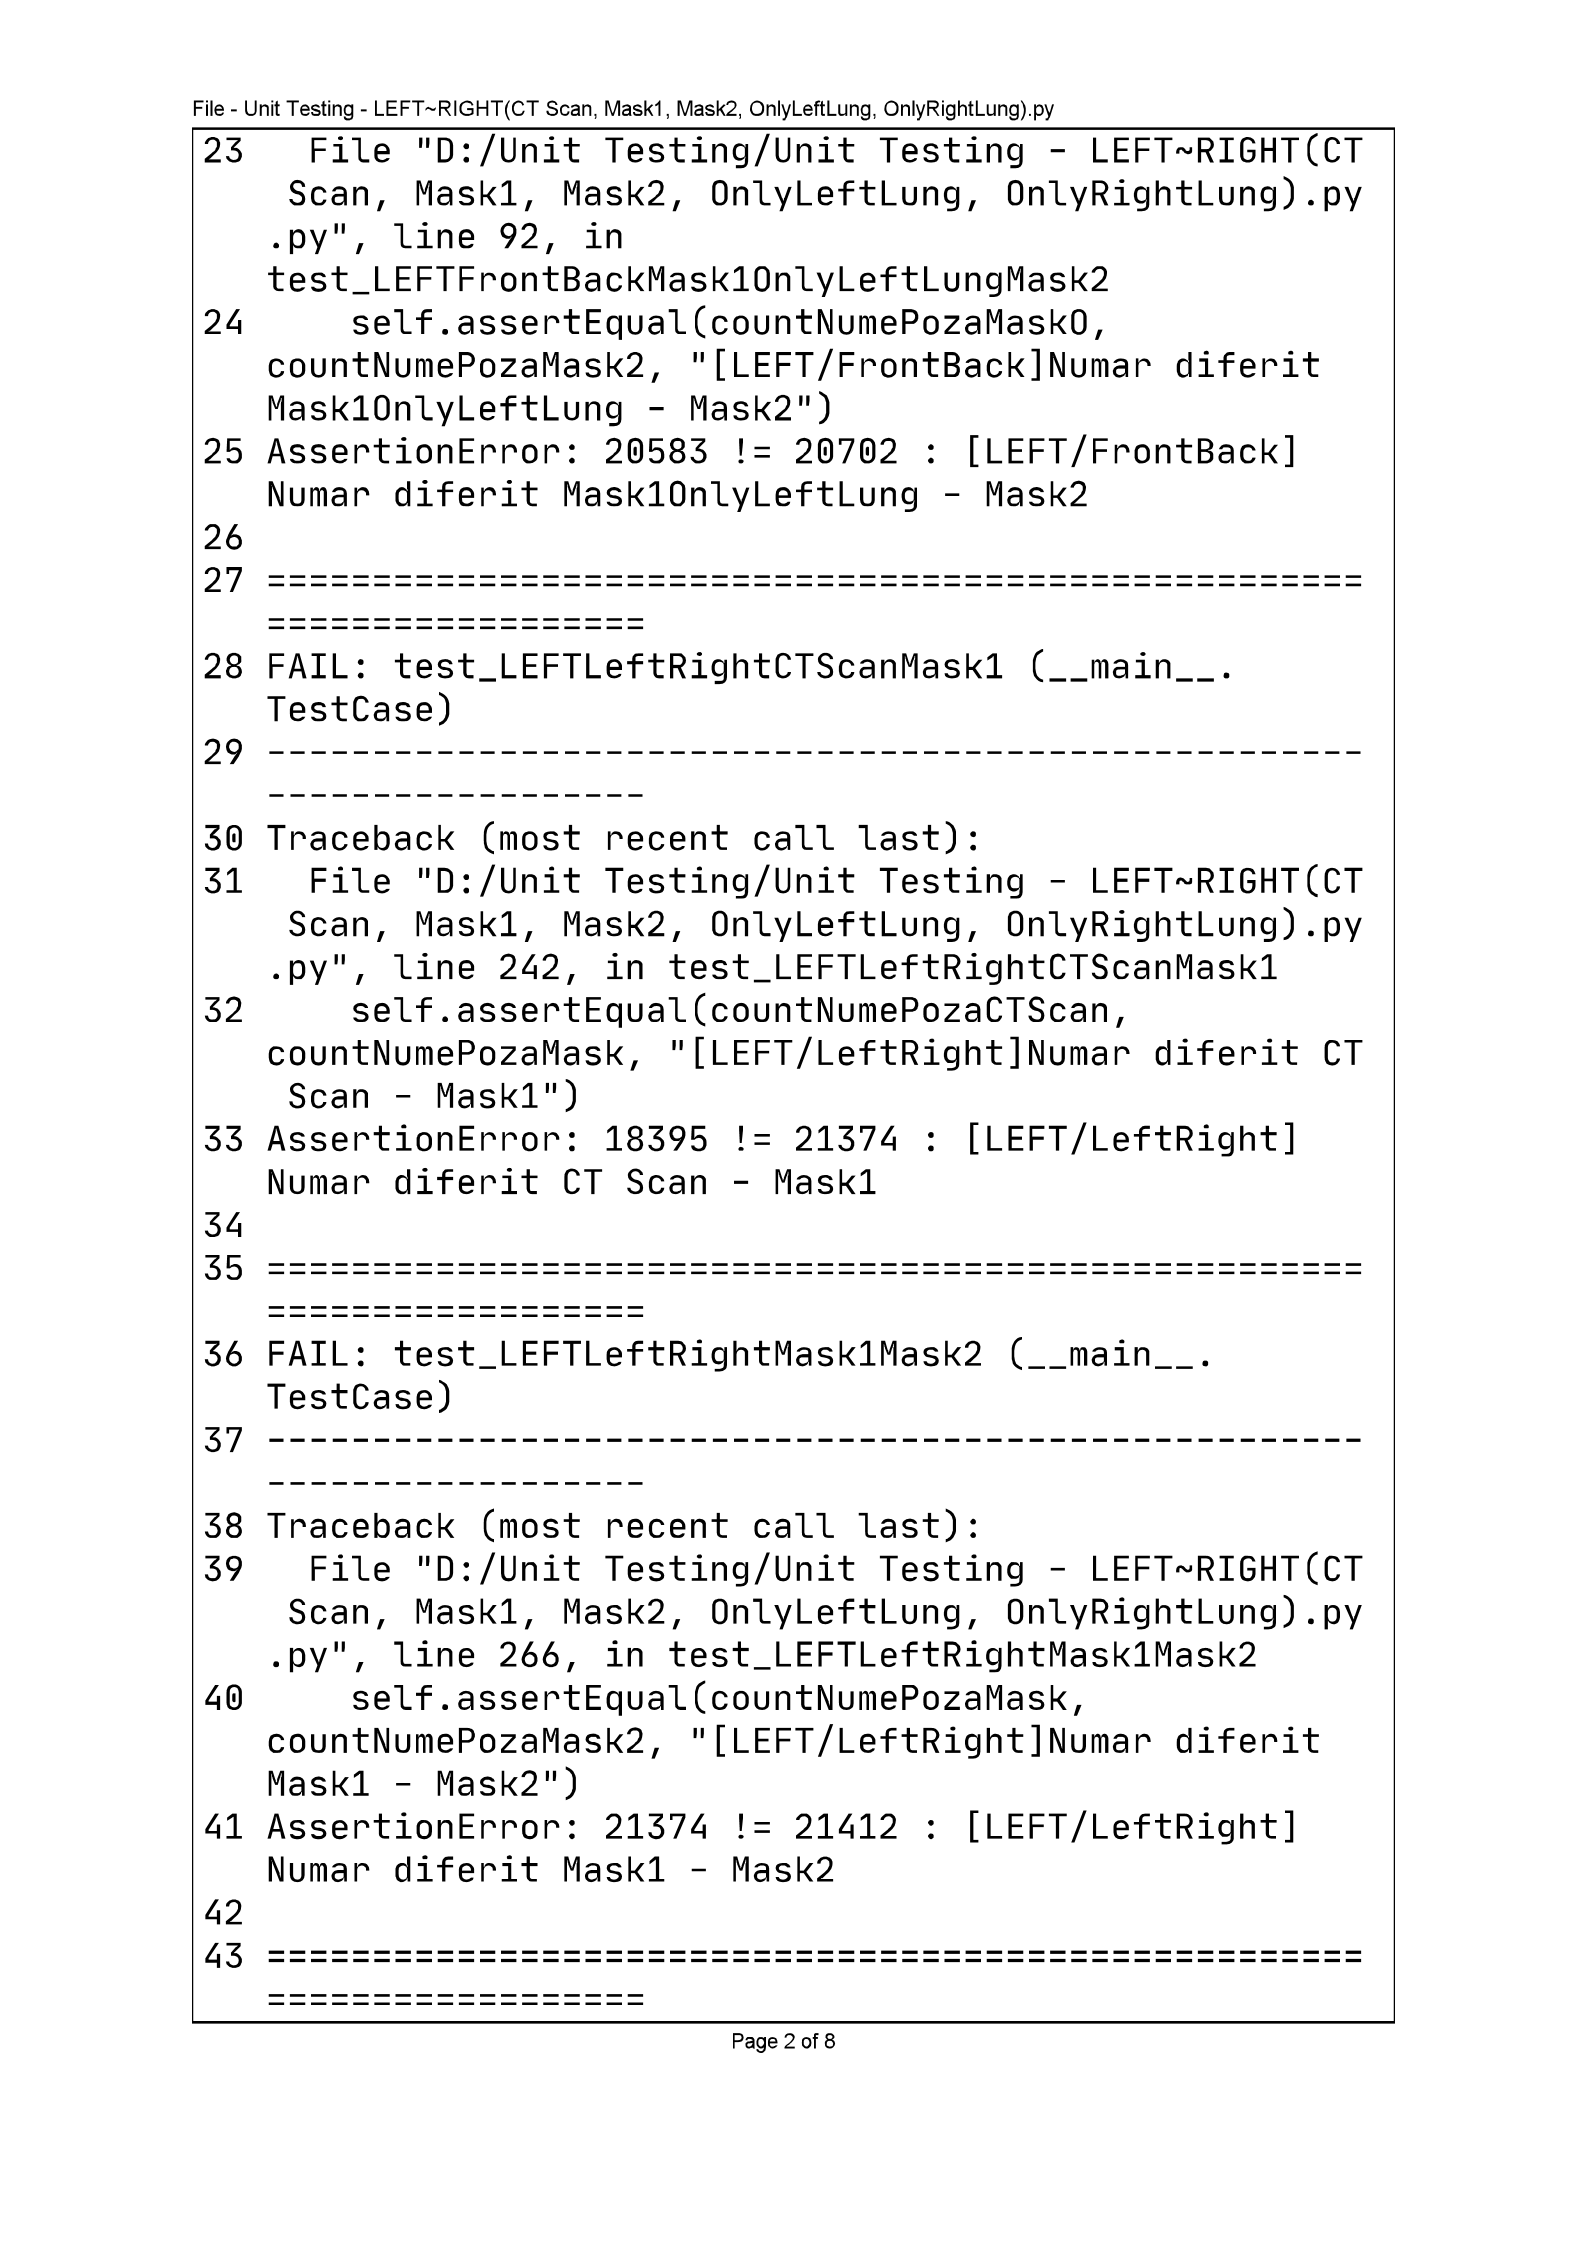 File - Unit Testing - LEFT~RIGHT(CT Scan, Mask1, Mask2, OnlyLeftLung, OnlyRightLung).py
23   File "D:/Unit Testing/Unit Testing - LEFT~RIGHT(CT
 Scan, Mask1, Mask2, OnlyLeftLung, OnlyRightLung).py
.py", line 92, in
test_LEFTFrontBackMask1OnlyLeftLungMask2
24     self.assertEqual(countNumePozaMaskO,
countNumePozaMask2, "[LEFT/FrontBack]Numar diferit
Mask1OnlyLeftLung - Mask2")
25 AssertionError: 20583 != 20702 : [LEFT/FrontBack]
Numar diferit Mask1OnlyLeftLung - Mask2
26
27 ====================================================
==================
28 FAIL: test_LEFTLeftRightCTScanMask1 (__main__.
TestCase)
29 ----------------------------------------------------
------------------
30 Traceback (most recent call last):
31   File "D:/Unit Testing/Unit Testing - LEFT~RIGHT(CT
 Scan, Mask1, Mask2, OnlyLeftLung, OnlyRightLung).py
.py", line 242, in test_LEFTLeftRightCTScanMask1
32     self.assertEqual(countNumePozaCTScan,
countNumePozaMask, "[LEFT/LeftRight]Numar diferit CT
 Scan - Mask1")
33 AssertionError: 18395 != 21374 : [LEFT/LeftRight]
Numar diferit CT Scan - Mask1
34
35 ====================================================
==================
36 FAIL: test_LEFTLeftRightMask1Mask2 (__main__.
TestCase)
37 ----------------------------------------------------
------------------
38 Traceback (most recent call last):
39   File "D:/Unit Testing/Unit Testing - LEFT~RIGHT(CT
 Scan, Mask1, Mask2, OnlyLeftLung, OnlyRightLung).py
.py", line 266, in test_LEFTLeftRightMask1Mask2
40     self.assertEqual(countNumePozaMask,
countNumePozaMask2, "[LEFT/LeftRight]Numar diferit
Mask1 - Mask2")
41 AssertionError: 21374 != 21412 : [LEFT/LeftRight]
Numar diferit Mask1 - Mask2
42
43 ====================================================
==================
Page 2 of 8